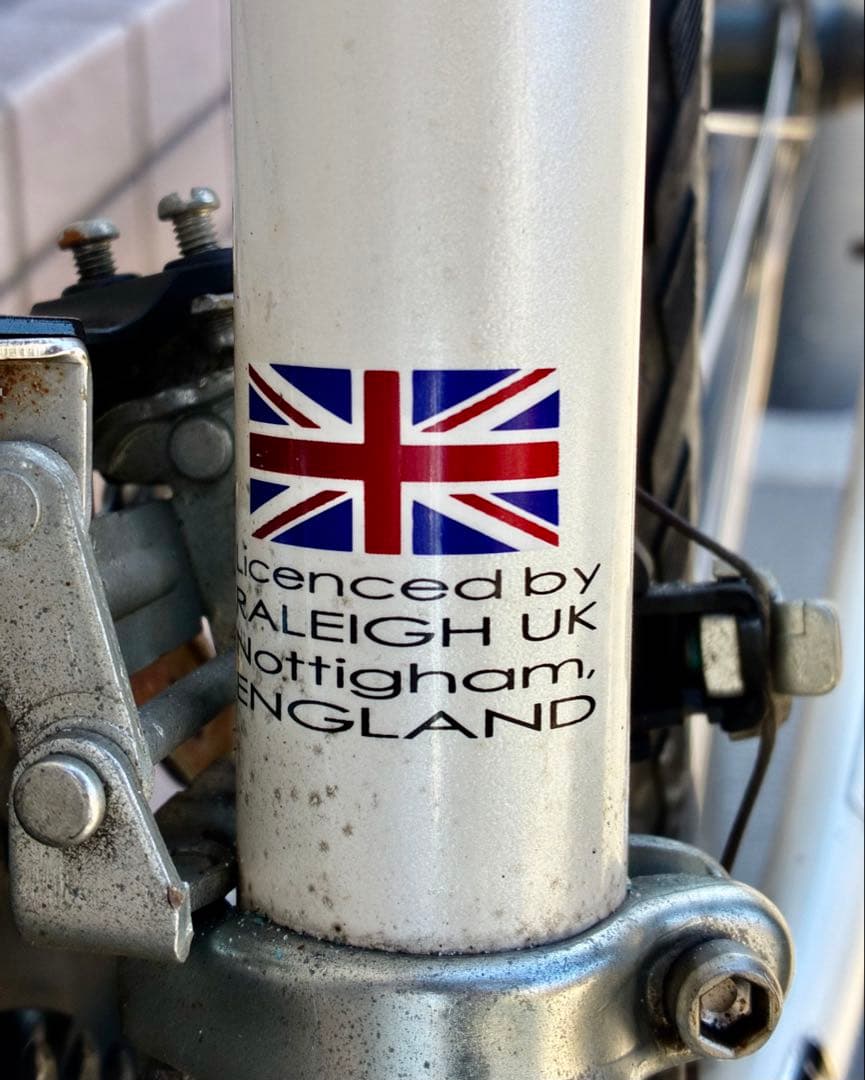 Licenced by
RALEIGH UK
Nottigham,
ENGLAND